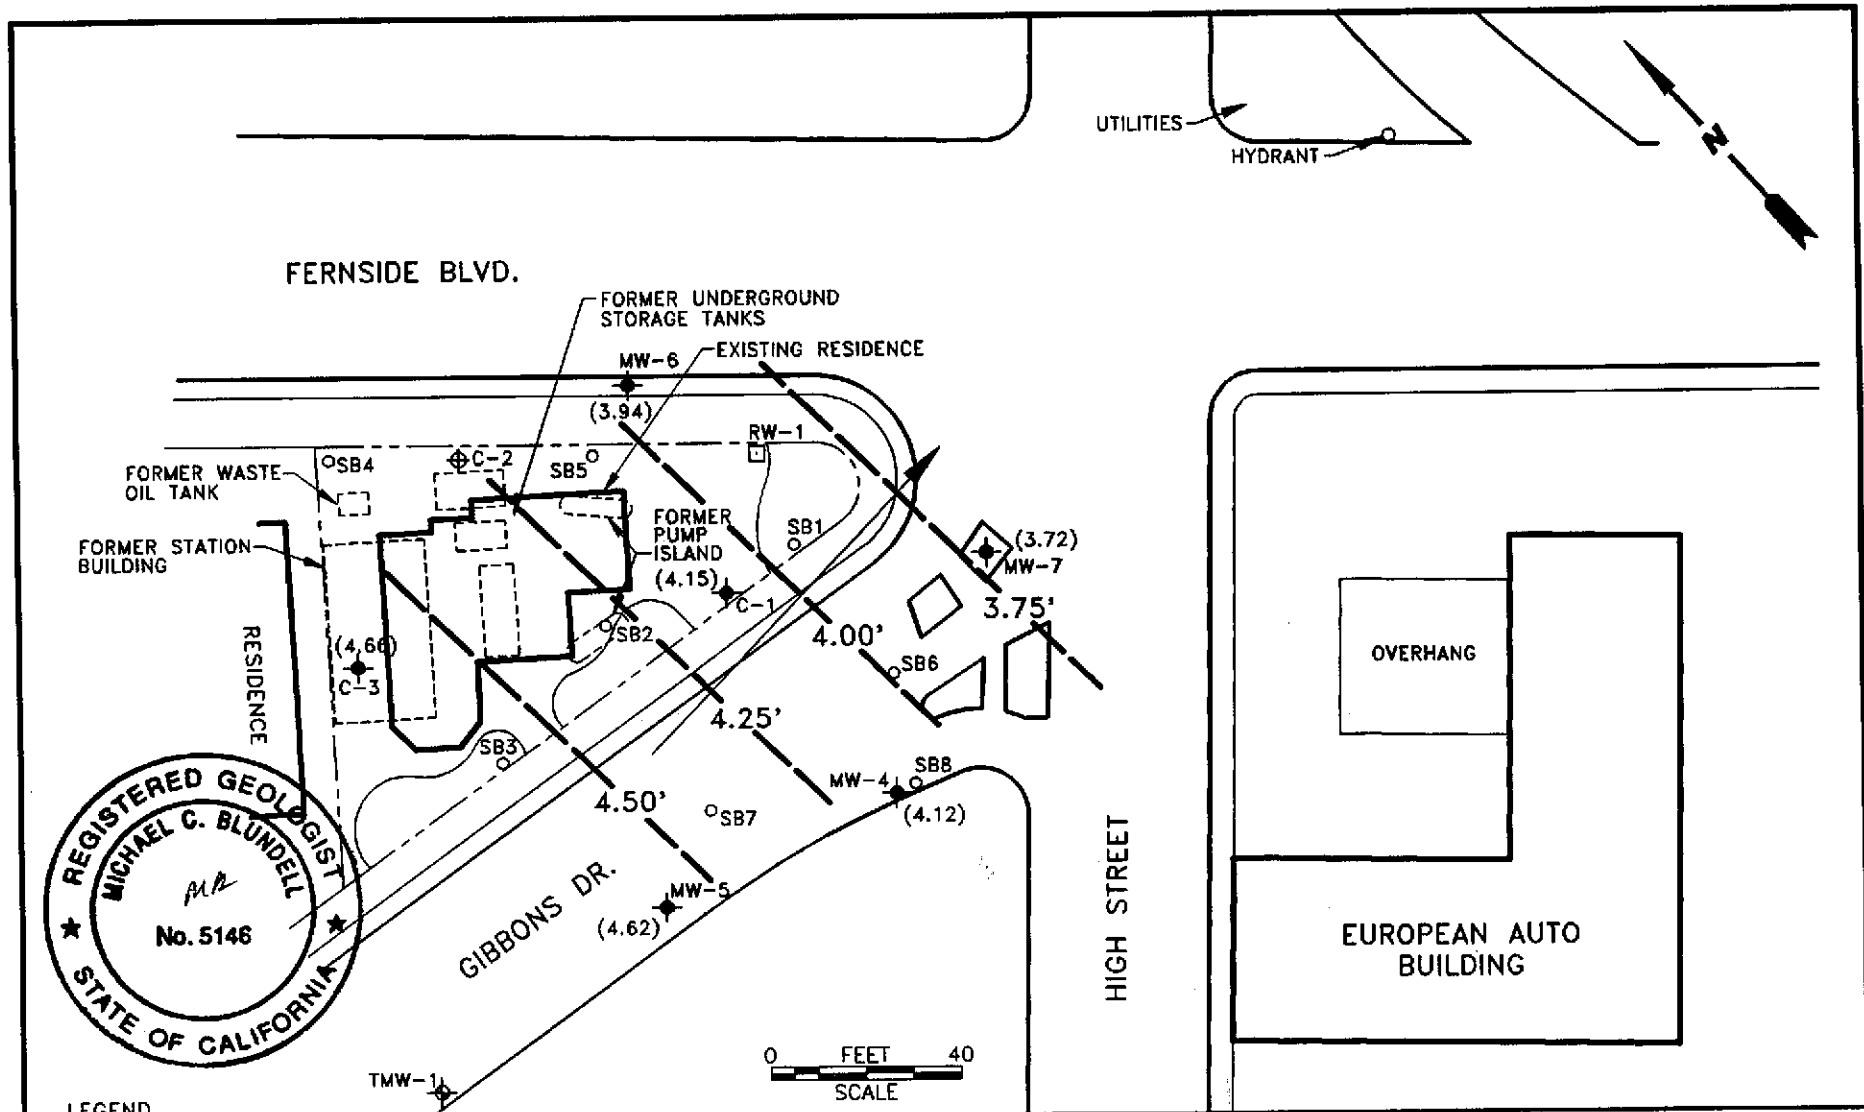 UTILITIES
HYDRANT
N
FERNSIDE BLVD.
FORMER UNDERGROUND
STORAGE TANKS
EXISTING RESIDENCE
MW-6
(3.94)
RW-1
SB4
C-2
SB5
FORMER WASTE
OIL TANK
FORMER
PUMP
ISLAND
SB1
(3.72)
MW-7
FORMER STATION
BUILDING
(4.15)
C-1
3.75'
SB2
4.00'
RESIDENCE
(4.66)
C-3
SB6
OVERHANG
4.25'
SB3
4.50'
SB7
MW-4
SB8
(4.12)
REGISTERED GEOLOGIST
MICHAEL C. BLUNDELL
No. 5146
STATE OF CALIFORNIA
MW-5
(4.62)
GIBBONS DR.
HIGH STREET
EUROPEAN AUTO
BUILDING
0 FEET 40
SCALE
TMW-1
LEGEND